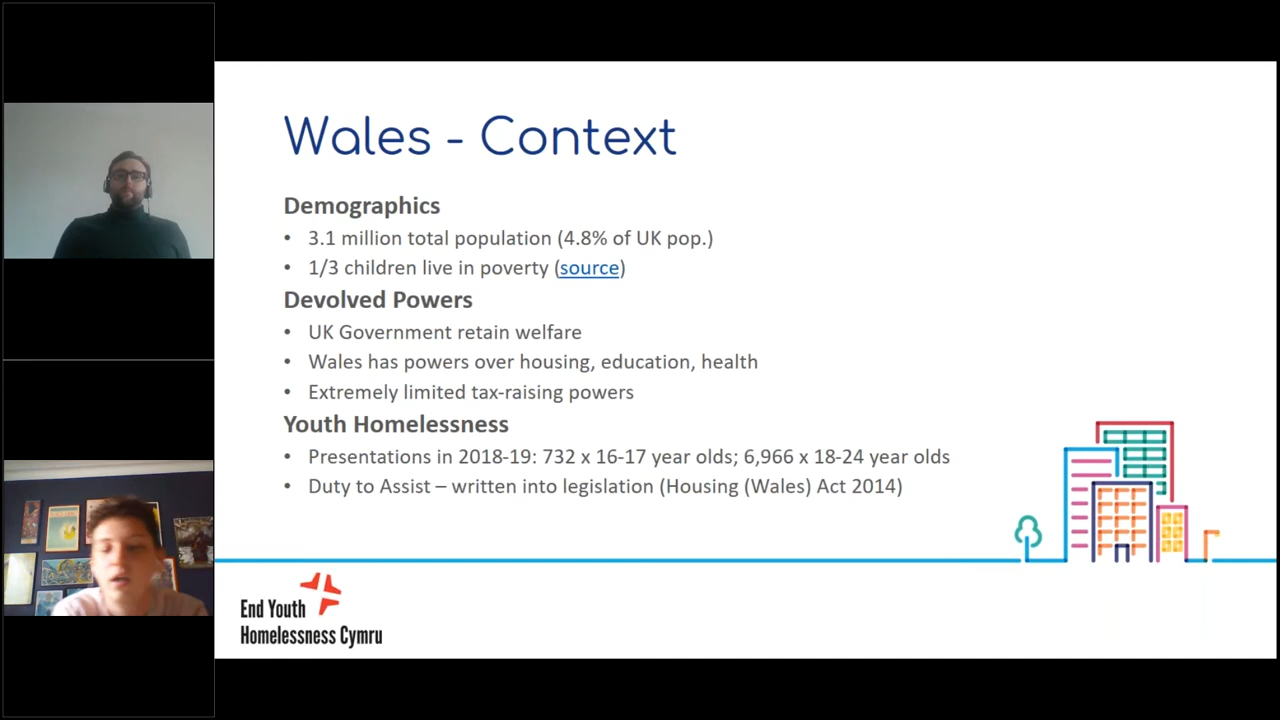 Wales - Context
Demographics
• 3.1 million total population (4.8% of UK pop.)
• 1/3 children live in poverty (source)
Devolved Powers
• UK Government retain welfare
• Wales has powers over housing, education, health
• Extremely limited tax-raising powers
Youth Homelessness
• Presentations in 2018-19: 732 x 16-17 year olds; 6,966 x 18-24 year olds
• Duty to Assist – written into legislation (Housing (Wales) Act 2014)
End Youth
Homelessness Cymru